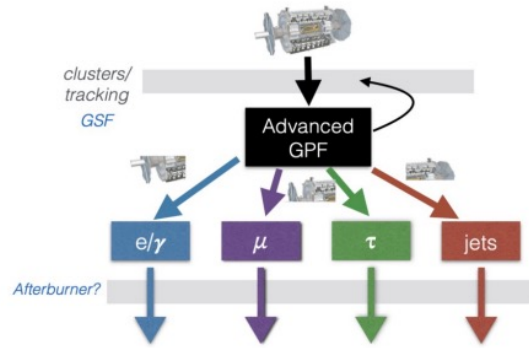 clusters/
tracking
GSF
Advanced
GPF
e/γ
μ
τ
jets
Afterburner?